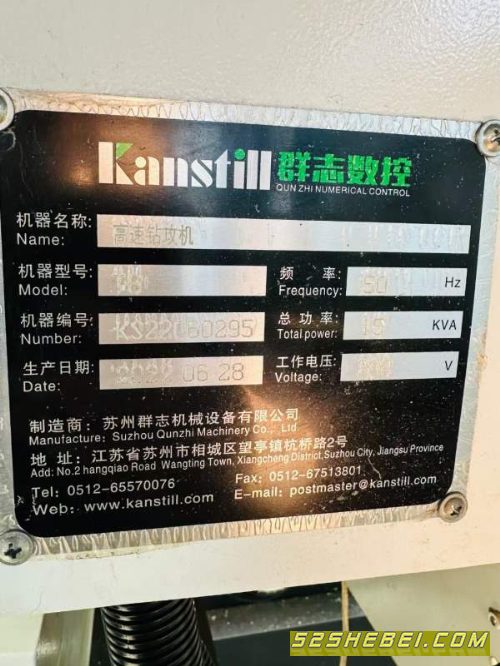 Kanstill 群志数控
QUN ZHI NUMERICAL CONTROL
机器名称: 高速钻攻机
Name:
机器型号:
Model:
频 率: 50 Hz
Frequency:
机器编号: KS22060295
Number:
总功率: 15 KVA
Total power:
生产日期: 2022.06.28
Date:
工作电压: V
Voltage:
制造商：苏州群志机械设备有限公司
Manufacture: Suzhou Qunzhi Machinery Co.,. Ltd
地 址: 江苏省苏州市相城区望亭镇杭桥路2号
Add: No.2 hangqiao Road Wangting Town, Xiangcheng District,Suzhou City, Jiangsu Province
Tel: 0512-65570076 Fax: 0512-67513801
Web: www.kanstill.com E-mail: postmaster@kanstill.com
52SHEBEI.COM